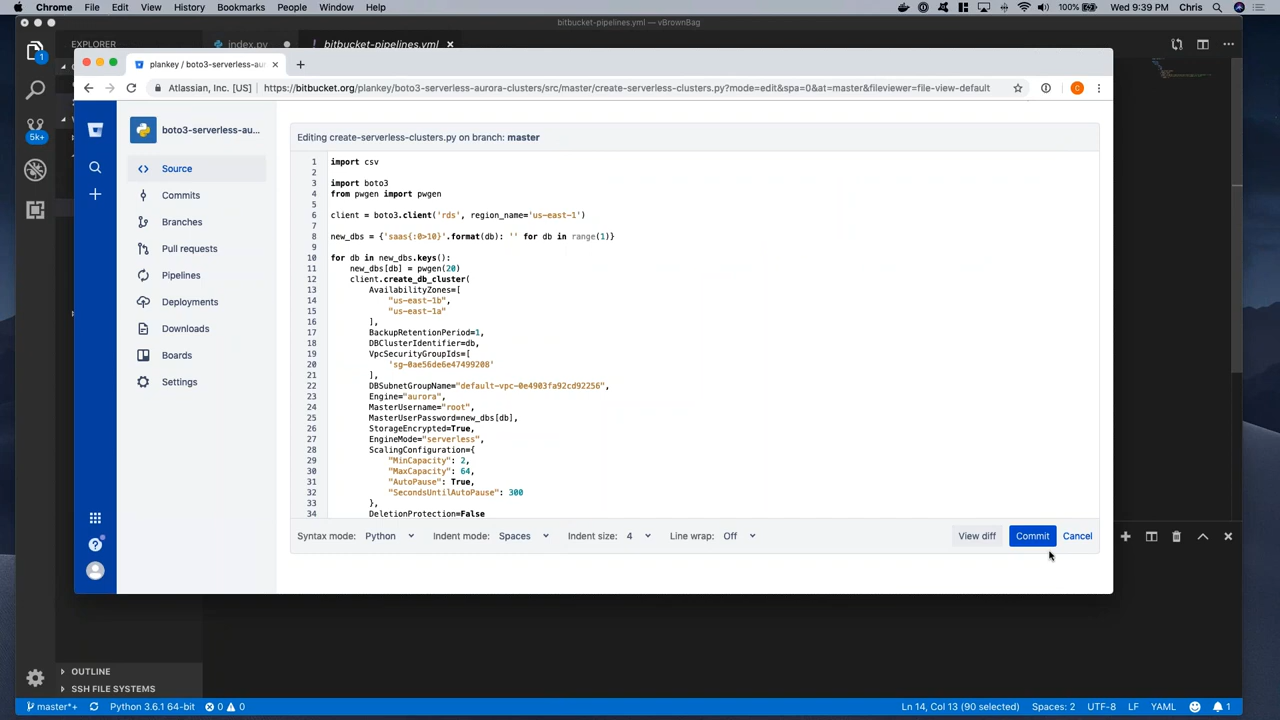 Chrome File Edit View History Bookmarks People Window Help
100% Wed 9:39 PM Chris
bitbucket-pipelines.yml — vBrownBag
EXPLORER
index.py
bitbucket-pipelines.yml
1
5k+
plankey / boto3-serverless-au
Atlassian, Inc. [US] https://bitbucket.org/plankey/boto3-serverless-aurora-clusters/src/master/create-serverless-clusters.py?mode=edit&spa=0&at=master&fileviewer=file-view-default
C
boto3-serverless-au...
Source
Commits
Branches
Pull requests
Pipelines
Deployments
Downloads
Boards
Settings
Editing create-serverless-clusters.py on branch: master
1 import csv
2
3 import boto3
4 from pwgen import pwgen
5
6 client = boto3.client('rds', region_name='us-east-1')
7
8 new_dbs = {'saas{:0>10}'.format(db): '' for db in range(1)}
9
10 for db in new_dbs.keys():
11 new_dbs[db] = pwgen(20)
12 client.create_db_cluster(
13 AvailabilityZones=[
14 "us-east-1b",
15 "us-east-1a"
16 ],
17 BackupRetentionPeriod=1,
18 DBClusterIdentifier=db,
19 VpcSecurityGroupIds=[
20 'sg-0ae56de6e47499208'
21 ],
22 DBSubnetGroupName="default-vpc-0e4903fa92cd92256",
23 Engine="aurora",
24 MasterUsername="root",
25 MasterUserPassword=new_dbs[db],
26 StorageEncrypted=True,
27 EngineMode="serverless",
28 ScalingConfiguration={
29 "MinCapacity": 2,
30 "MaxCapacity": 64,
31 "AutoPause": True,
32 "SecondsUntilAutoPause": 300
33 },
34 DeletionProtection=False
Syntax mode: Python Indent mode: Spaces Indent size: 4 Line wrap: Off View diff Commit Cancel
OUTLINE
SSH FILE SYSTEMS
master*+ Python 3.6.1 64-bit 0 0 Ln 14, Col 13 (90 selected) Spaces: 2 UTF-8 LF YAML 1